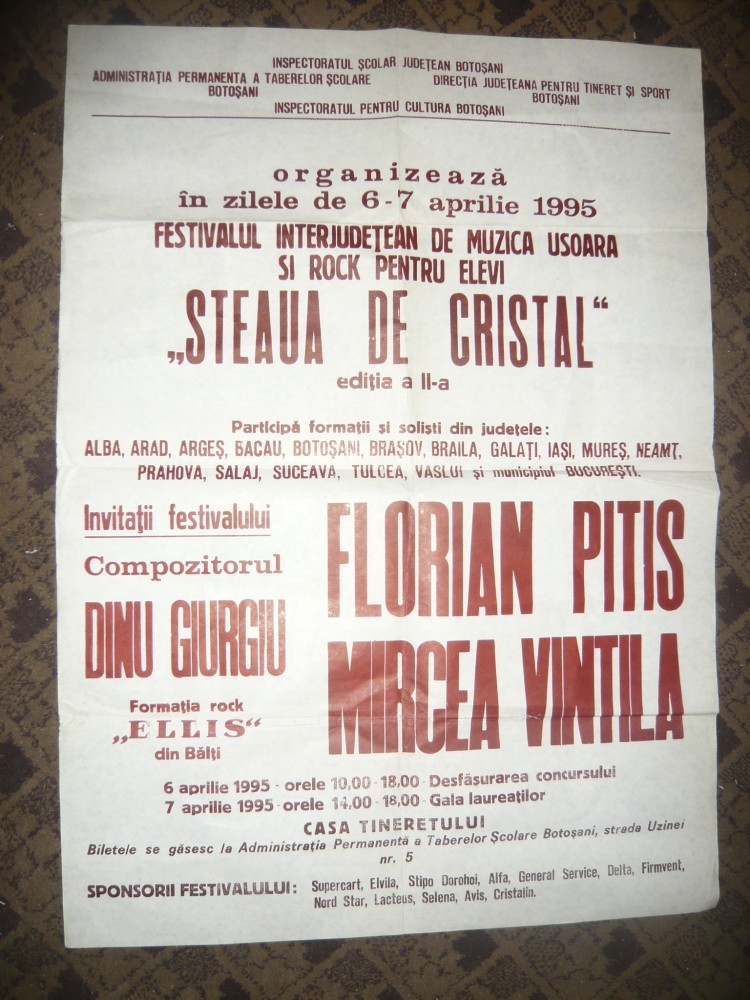 INSPECTORATUL ŞCOLAR JUDEŢEAN BOTOŞANI
ADMINISTRAŢIA PERMANENTA A TABERELOR ŞCOLARE
BOTOŞANI
DIRECŢIA JUDEŢEANA PENTRU TINERET ŞI SPORT
BOTOŞANI
INSPECTORATUL PENTRU CULTURA BOTOŞANI
organizează
în zilele de 6-7 aprilie 1995
FESTIVALUL INTERJUDEŢEAN DE MUZICA USOARA
SI ROCK PENTRU ELEVI
„STEAUA DE CRISTAL“
ediţia a II-a
Participă formaţii şi solişti din judeţele:
ALBA, ARAD, ARGEŞ, BACAU, BOTOŞANI, BRAŞOV, BRAILA, GALAŢI, IAŞI, MUREŞ, NEAMŢ,
PRAHOVA, SALAJ, SUCEAVA, TULCEA, VASLUI şi municipiul BUCUREŞTI.
Invitaţii festivalului
Compozitorul
DINU GIURGIU
Formaţia rock
„ELLIS“
din Bălţi
FLORIAN PITIS
MIRCEA VINTILA
6 aprilie 1995 - orele 10,00 - 18,00 - Desfăşurarea concursului
7 aprilie 1995 - orele 14,00 - 18,00 - Gala laureaţilor
CASA TINERETULUI
Biletele se găsesc la Administraţia Permanentă a Taberelor Şcolare Botoşani, strada Uzinei
nr. 5
SPONSORII FESTIVALULUI: Supercart, Elvila, Stipo Dorohoi, Alfa, General Service, Delta, Firmvent,
Nord Star, Lacteus, Selena, Avis, Cristalin.